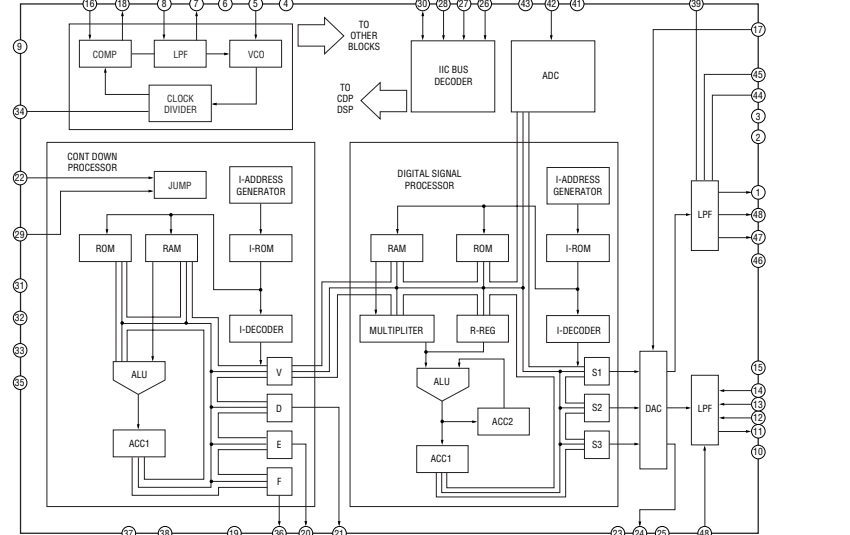 16 18 8 7 6 5 4 30 28 27 26 43 42 41 39
9
17
TO
OTHER
BLOCKS
COMP
LPF
VCO
IIC BUS
DECODER
ADC
45
44
TO
CDP
DSP
CLOCK
DIVIDER
34
3
2
CONT DOWN
PROCESSOR
DIGITAL SIGNAL
PROCESSOR
22
JUMP
I-ADDRESS
GENERATOR
I-ADDRESS
GENERATOR
1
LPF
48
29
47
ROM
RAM
I-ROM
RAM
ROM
I-ROM
46
31
32
I-DECODER
MULTIPLITER
R-REG
I-DECODER
33
35
ALU
V
ALU
S1
15
14
D
ACC2
S2
DAC
LPF
13
12
11
ACC1
E
ACC1
S3
10
F
37 38 19 36 20 21 23 24 25 48